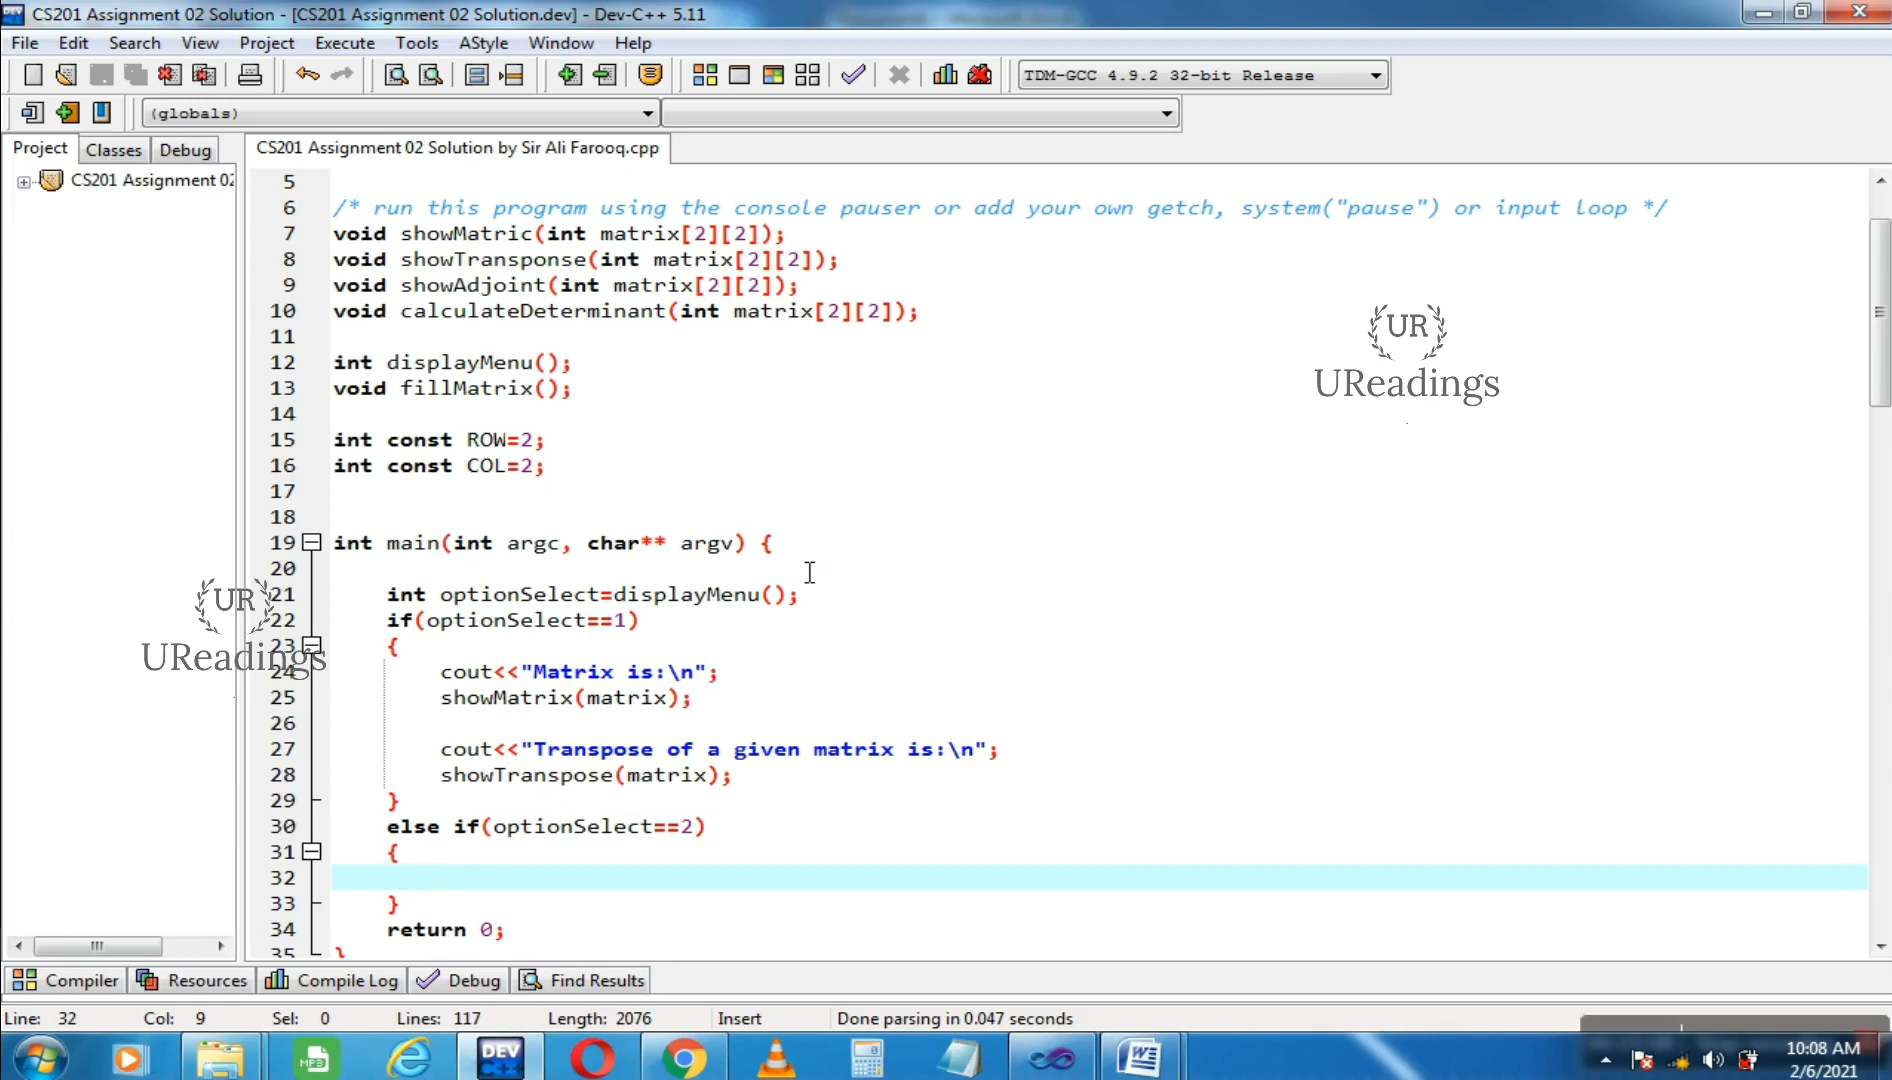 CS201 Assignment 02 Solution - [CS201 Assignment 02 Solution.dev] - Dev-C++ 5.11
File Edit Search View Project Execute Tools AStyle Window Help
TDM-GCC 4.9.2 32-bit Release
(globals)
Project Classes Debug
CS201 Assignment 02 Solution by Sir Ali Farooq.cpp
CS201 Assignment 02
5
6 /* run this program using the console pauser or add your own getch, system("pause") or input loop */
7 void showMatric(int matrix[2][2]);
8 void showTransponse(int matrix[2][2]);
9 void showAdjoint(int matrix[2][2]);
10 void calculateDeterminant(int matrix[2][2]);
11
12 int displayMenu();
13 void fillMatrix();
14
15 int const ROW=2;
16 int const COL=2;
17
18
19 int main(int argc, char** argv) {
20
21 int optionSelect=displayMenu();
22 if(optionSelect==1)
23 {
24 cout<<"Matrix is:\n";
25 showMatrix(matrix);
26
27 cout<<"Transpose of a given matrix is:\n";
28 showTranspose(matrix);
29 }
30 else if(optionSelect==2)
31 {
32
33 }
34 return 0;
35 }
UR
UReadings
UR
UReadings
Compiler Resources Compile Log Debug Find Results
Line: 32 Col: 9 Sel: 0 Lines: 117 Length: 2076 Insert Done parsing in 0.047 seconds
MP3
DEV
C++
10:08 AM
2/6/2021